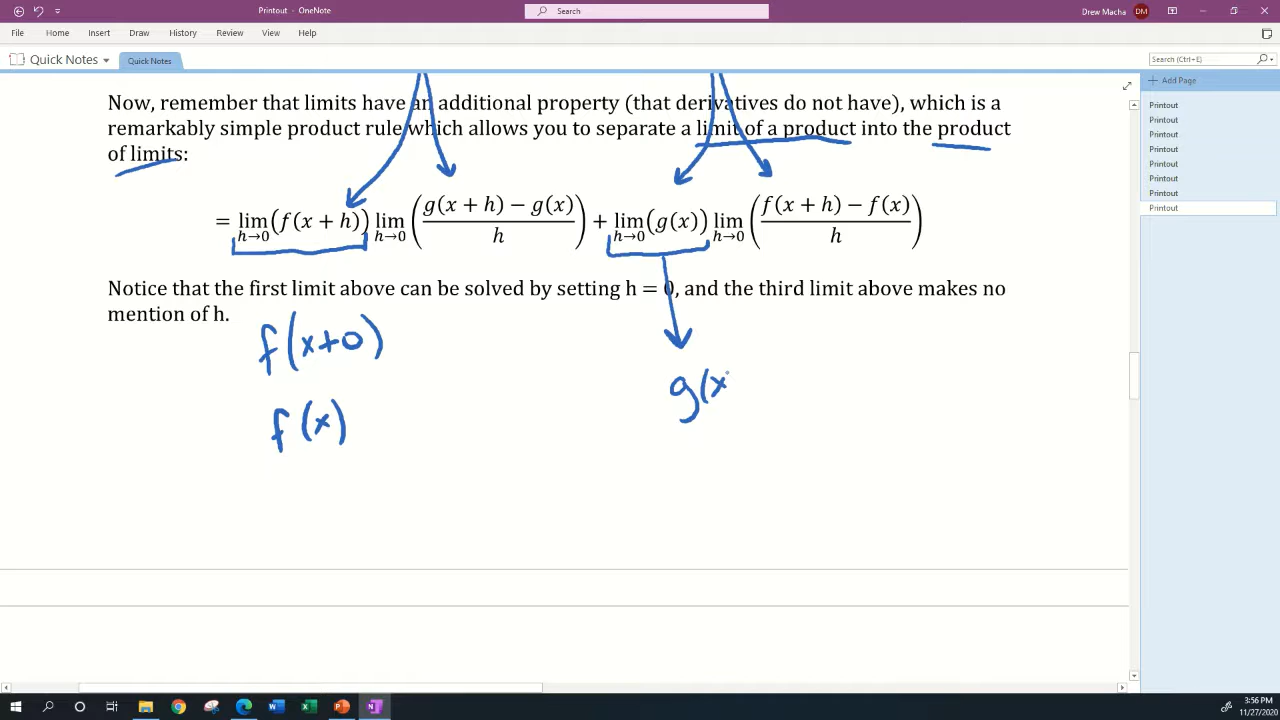 Printout - OneNote
Search
Drew Macha DM
File Home Insert Draw History Review View Help
Quick Notes
Quick Notes
Search (Ctrl+E)
Add Page
Printout
Printout
Printout
Printout
Printout
Printout
Printout
Printout
Now, remember that limits have an additional property (that derivatives do not have), which is a
remarkably simple product rule which allows you to separate a limit of a product into the product
of limits:
= lim_{h→0}(f(x + h)) lim_{h→0}((g(x + h) − g(x))/h) + lim_{h→0}(g(x)) lim_{h→0}((f(x + h) − f(x))/h)
Notice that the first limit above can be solved by setting h = 0, and the third limit above makes no
mention of h.
f(x+0)
g(x
f(x)
3:56 PM
11/27/2020